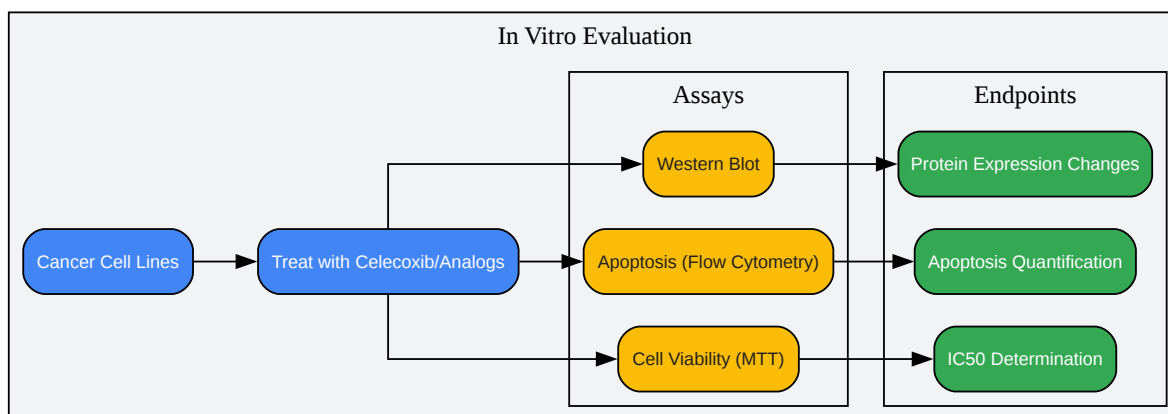 In Vitro Evaluation
Assays
Endpoints
Western Blot
Protein Expression Changes
Cancer Cell Lines
Treat with Celecoxib/Analogs
Apoptosis (Flow Cytometry)
Apoptosis Quantification
Cell Viability (MTT)
IC50 Determination